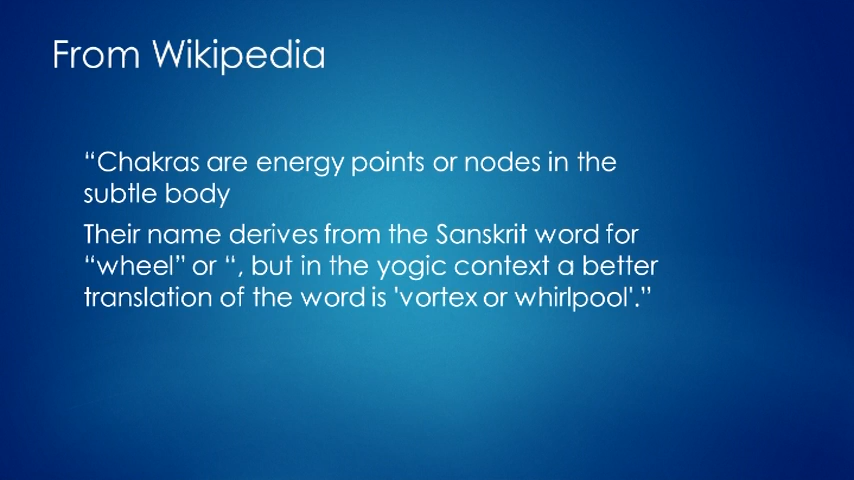 From Wikipedia
“Chakras are energy points or nodes in the
subtle body
Their name derives from the Sanskrit word for
“wheel” or “, but in the yogic context a better
translation of the word is 'vortex or whirlpool'.”